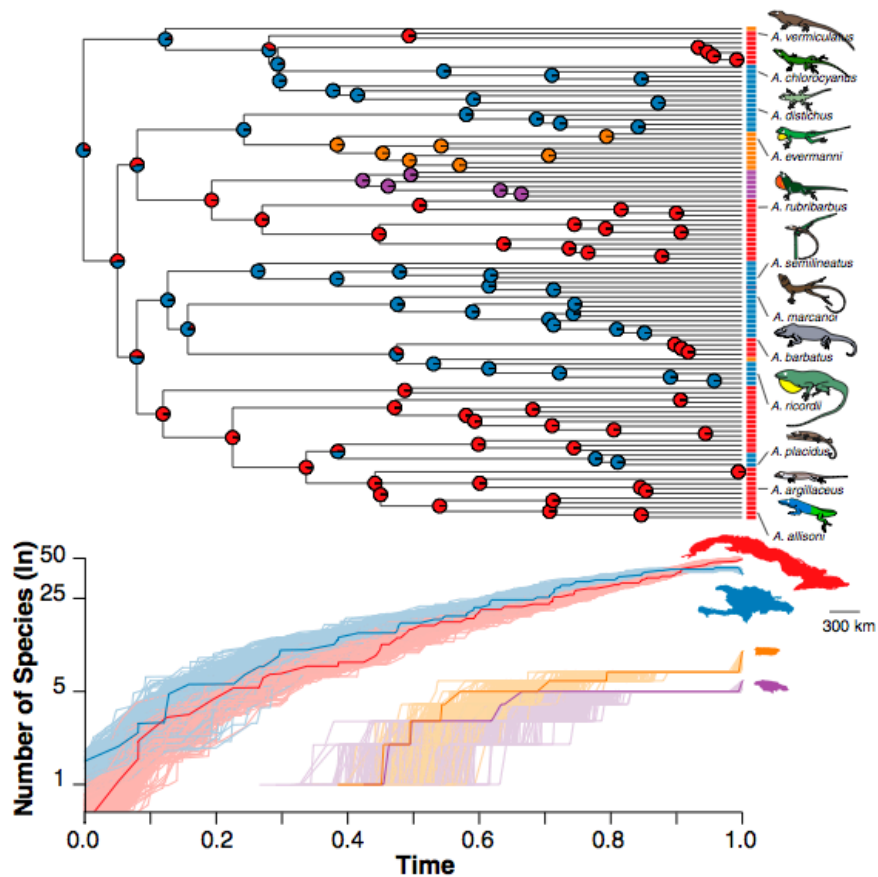 A. vermiculatus
A. chlorocyanus
A. distichus
A. evermanni
A. rubribarbus
A. semilineatus
A. marcanoi
A. barbatus
A. ricordii
A. placidus
A. argillaceus
A. allisoni
Number of Species (ln)
50
25
5
1
300 km
0.0 0.2 0.4 0.6 0.8 1.0
Time